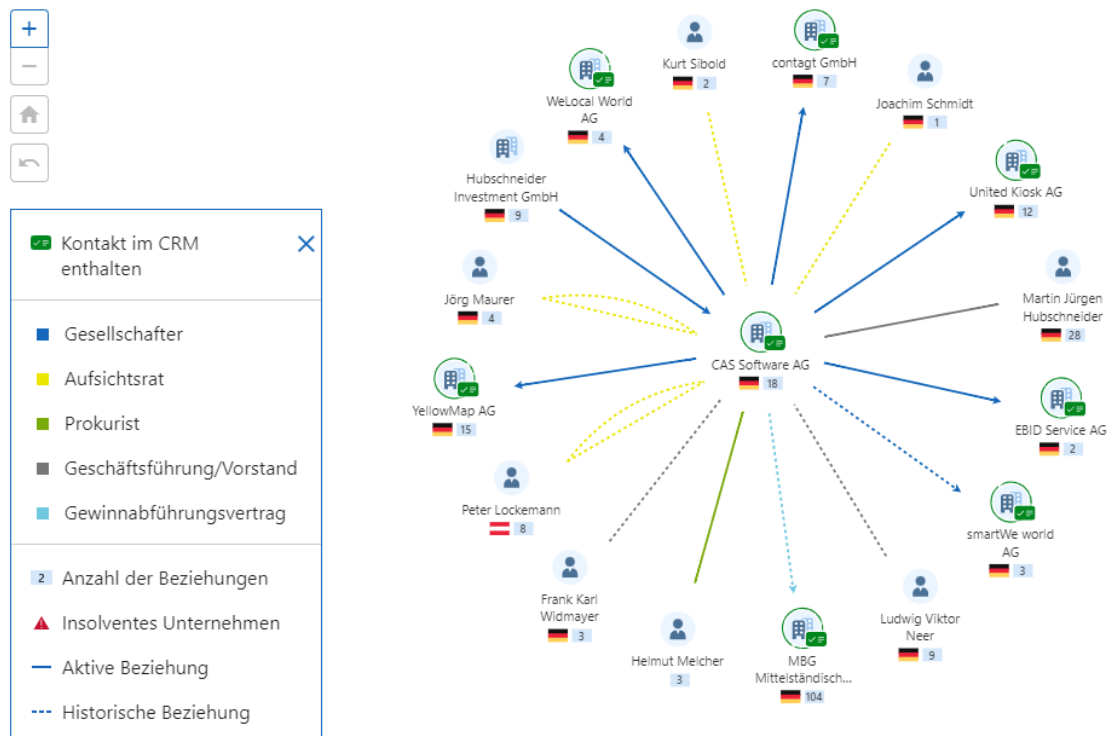 +
−
Kontakt im CRM
enthalten
Gesellschafter
Aufsichtsrat
Prokurist
Geschäftsführung/Vorstand
Gewinnabführungsvertrag
2 Anzahl der Beziehungen
Insolventes Unternehmen
Aktive Beziehung
Historische Beziehung
Kurt Sibold
2
contagt GmbH
7
Joachim Schmidt
1
WeLocal World
AG
4
Hubschneider
Investment GmbH
9
United Kiosk AG
12
Jörg Maurer
4
Martin Jürgen
Hubschneider
28
CAS Software AG
18
YellowMap AG
15
EBID Service AG
2
Peter Lockemann
8
smartWe world
AG
3
Frank Karl
Widmayer
3
Helmut Melcher
3
MBG
Mittelständisch...
104
Ludwig Viktor
Neer
9